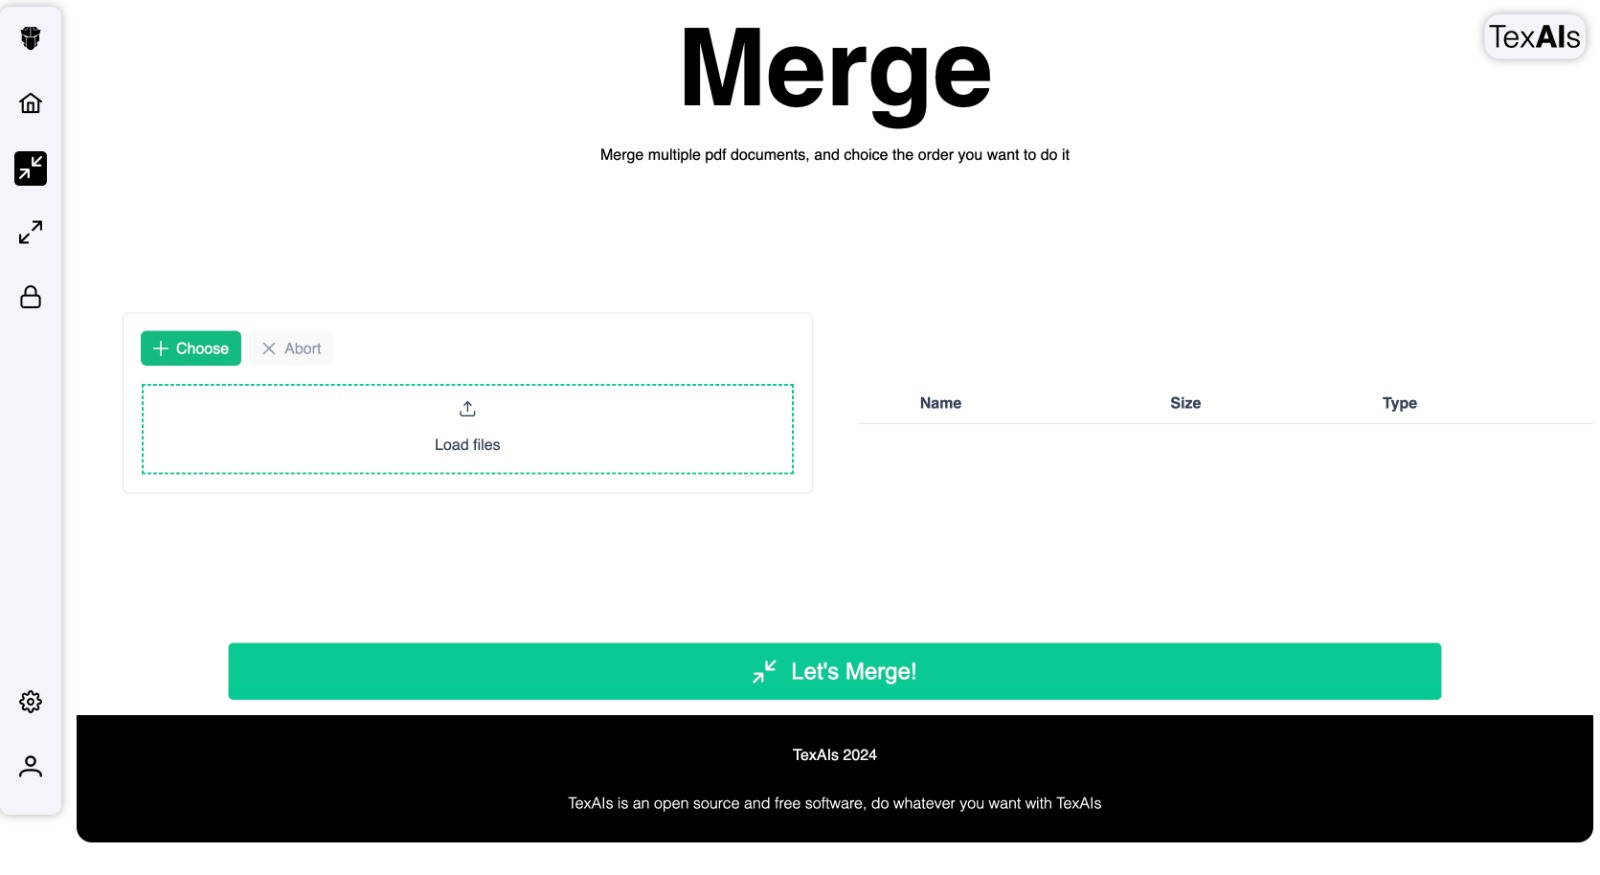 TexAIs
Merge
Merge multiple pdf documents, and choice the order you want to do it
Choose
Abort
Load files
Name Size Type
Let's Merge!
TexAIs 2024
TexAIs is an open source and free software, do whatever you want with TexAIs